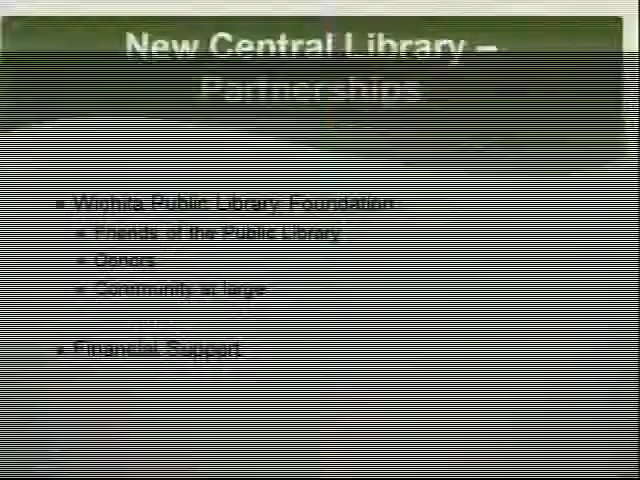 New Central Library –
Partnerships
Wichita Public Library Foundation
Friends of the Public Library
Donors
Community at large
Financial Support